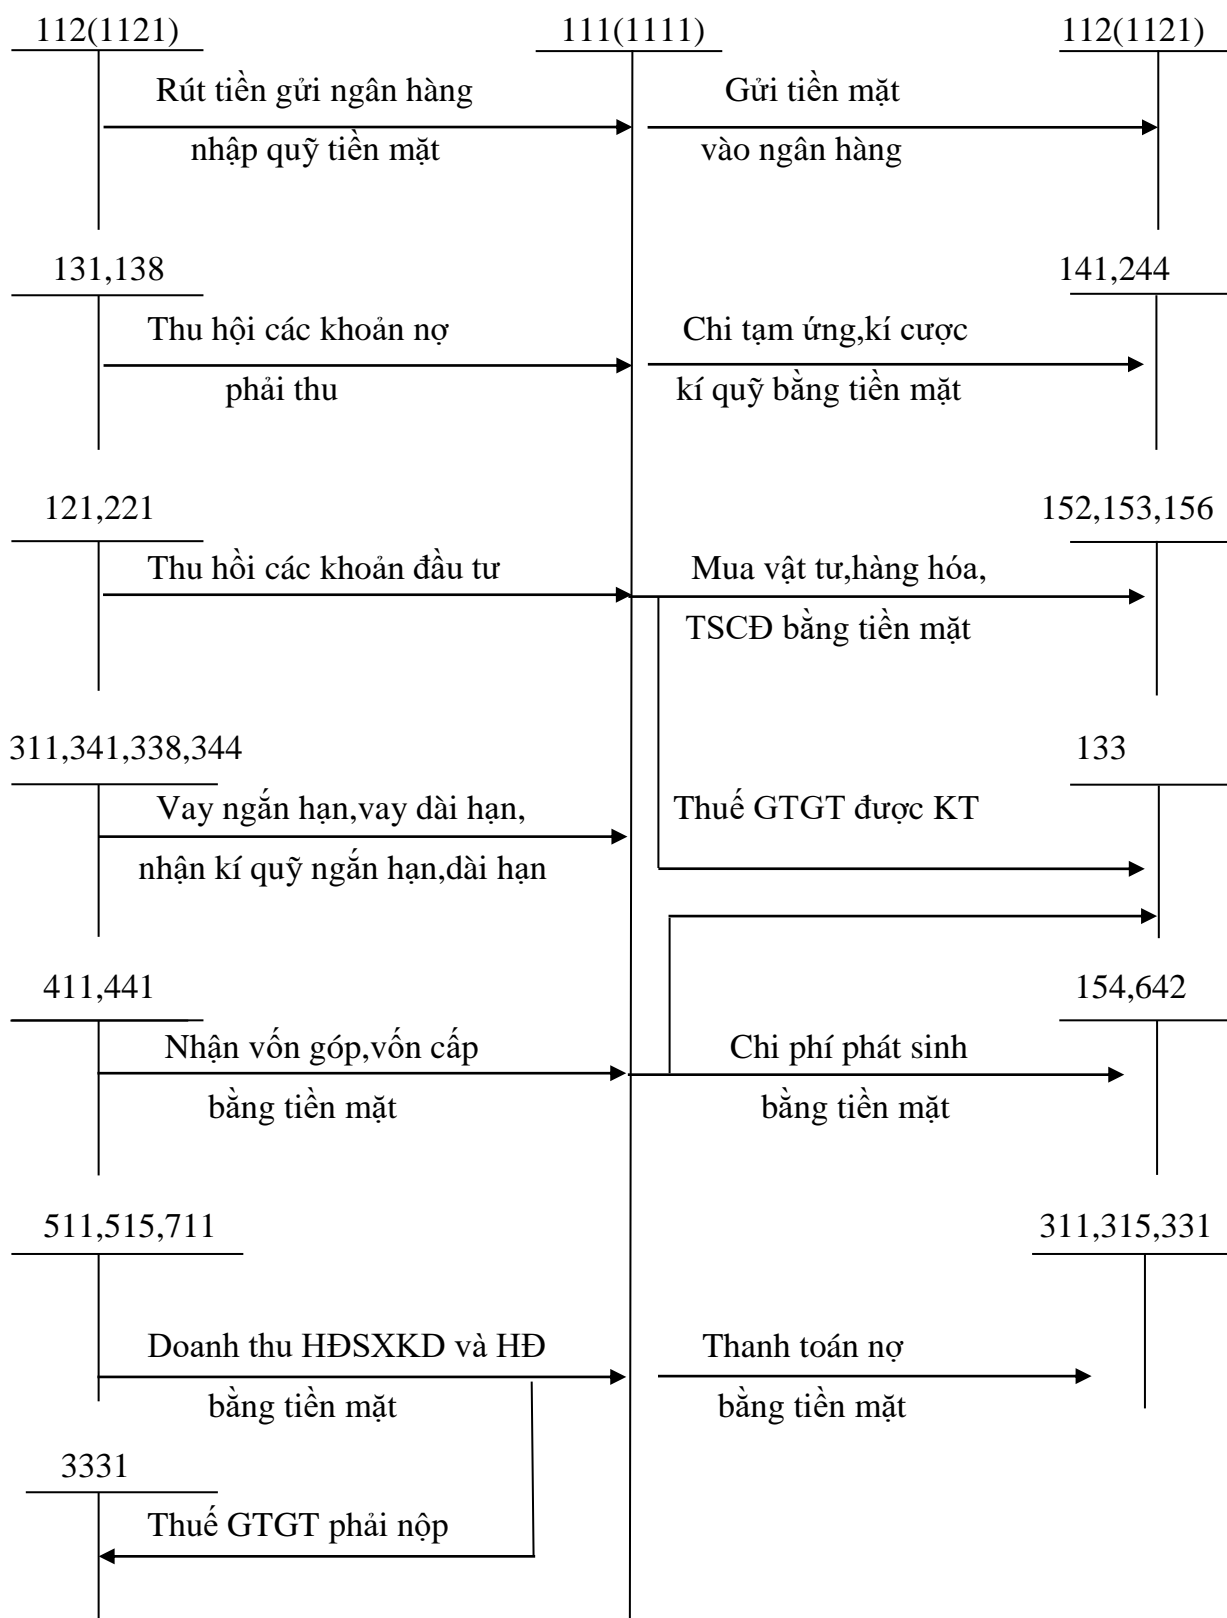 112(1121) 111(1111) 112(1121)
Rút tiền gửi ngân hàng Gửi tiền mặt
nhập quỹ tiền mặt vào ngân hàng
131,138 141,244
Thu hội các khoản nợ Chi tạm ứng,kí cược
phải thu kí quỹ bằng tiền mặt
121,221 152,153,156
Thu hồi các khoản đầu tư Mua vật tư,hàng hóa,
TSCĐ bằng tiền mặt
311,341,338,344 133
Vay ngắn hạn,vay dài hạn, Thuế GTGT được KT
nhận kí quỹ ngắn hạn,dài hạn
411,441 154,642
Nhận vốn góp,vốn cấp Chi phí phát sinh
bằng tiền mặt bằng tiền mặt
511,515,711 311,315,331
Doanh thu HĐSXKD và HĐ Thanh toán nợ
bằng tiền mặt bằng tiền mặt
3331
Thuế GTGT phải nộp